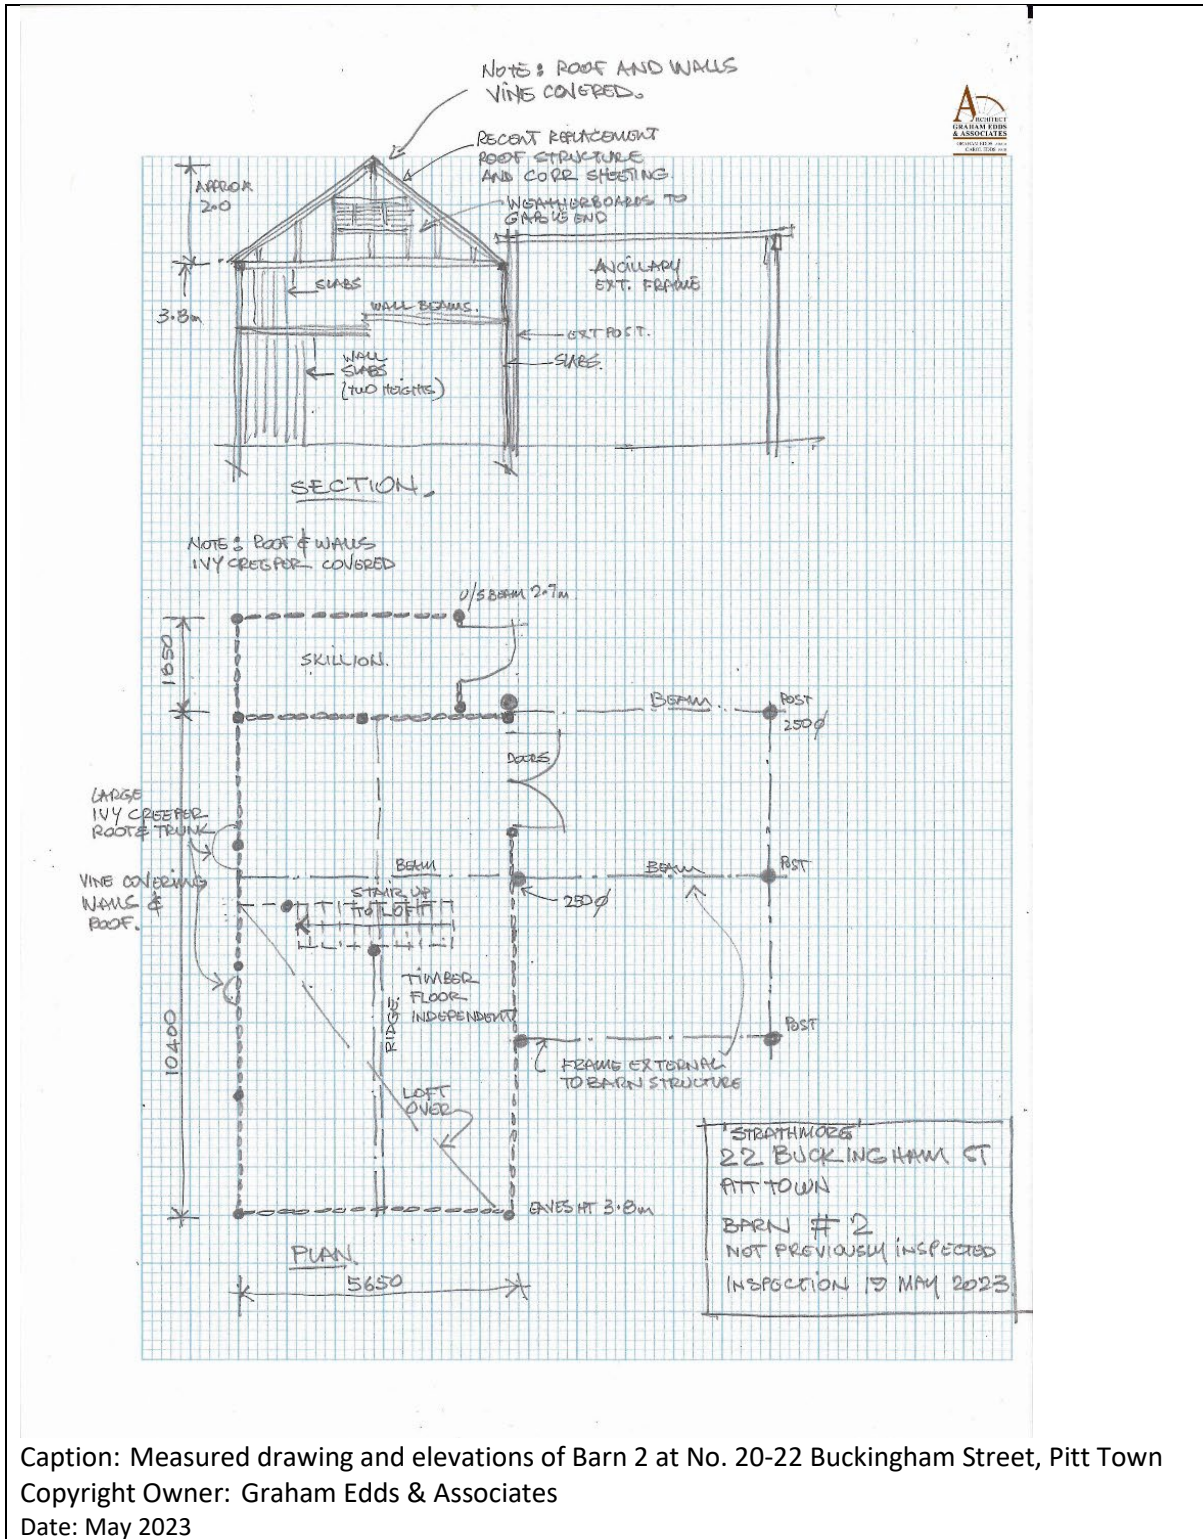 NOTE: ROOF AND WALLS
VINE COVERED.
ARCHITECT
GRAHAM EDDS
& ASSOCIATES
RECENT REPLACEMENT
ROOF STRUCTURE
AND CORR SHEETING.
APPROX
2.0
WEATHERBOARDS TO
GABLE END
ANCILLARY
EXT. FRAME
SLABS
3.8m
WALL BEAMS.
EXT POST.
WALL
SLABS
(TWO HEIGHTS)
SLABS.
SECTION.
NOTE: ROOF & WALLS
IVY CREEPER COVERED
U/S BEAM 2.7m.
1850
SKILLION.
BEAM.
POST
250φ
DOORS
LARGE
IVY CREEPER
ROOT & TRUNK
BEAM
BEAM
POST
VINE COVERING
WALLS &
ROOF.
STAIR UP
TO LOFT
250φ
TIMBER
FLOOR
INDEPENDENT
RIDGE
POST
10400
FRAME EXTERNAL
TO BARN STRUCTURE
LOFT
OVER
'STRATHMORE'
22 BUCKINGHAM ST
PITT TOWN
BARN # 2
NOT PREVIOUSLY INSPECTED
INSPECTION 19 MAY 2023
EAVES HT 3.8m
PLAN.
5650
Caption: Measured drawing and elevations of Barn 2 at No. 20-22 Buckingham Street, Pitt Town
Copyright Owner: Graham Edds & Associates
Date: May 2023